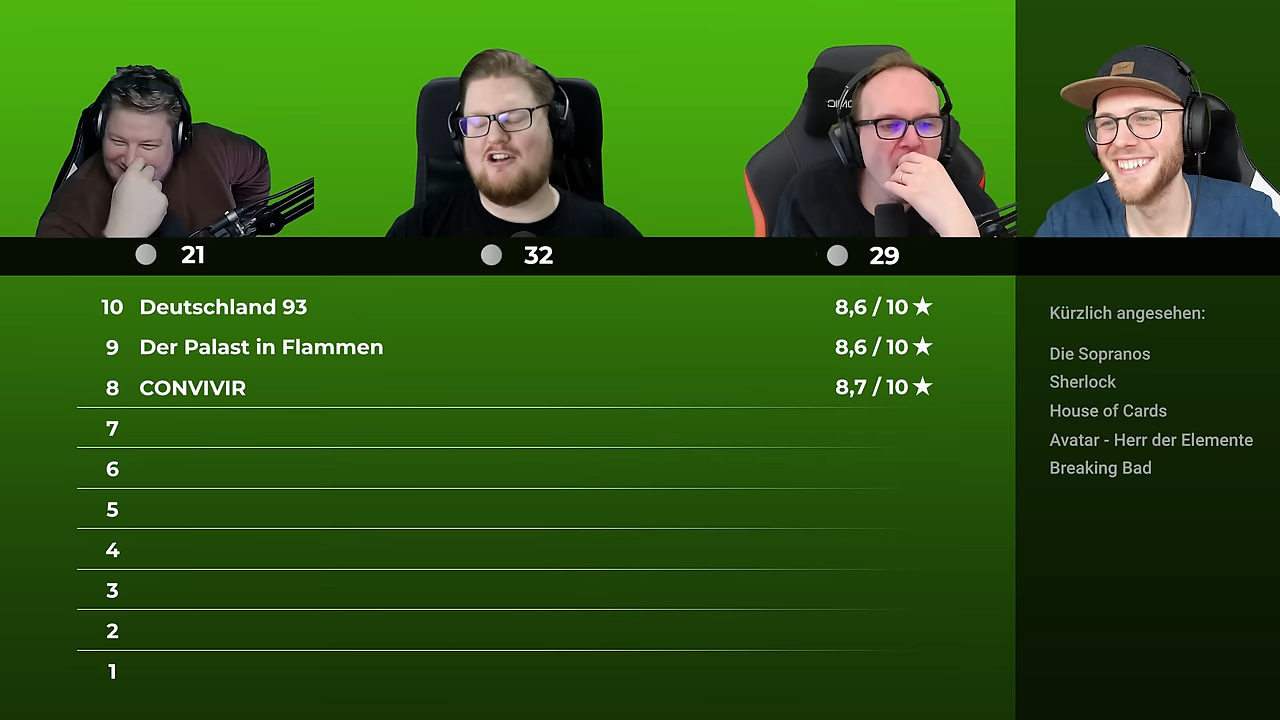 21
32
29
10 Deutschland 93 8,6 / 10 ★
9 Der Palast in Flammen 8,6 / 10 ★
8 CONVIVIR 8,7 / 10 ★
7
6
5
4
3
2
1
Kürzlich angesehen:
Die Sopranos
Sherlock
House of Cards
Avatar - Herr der Elemente
Breaking Bad